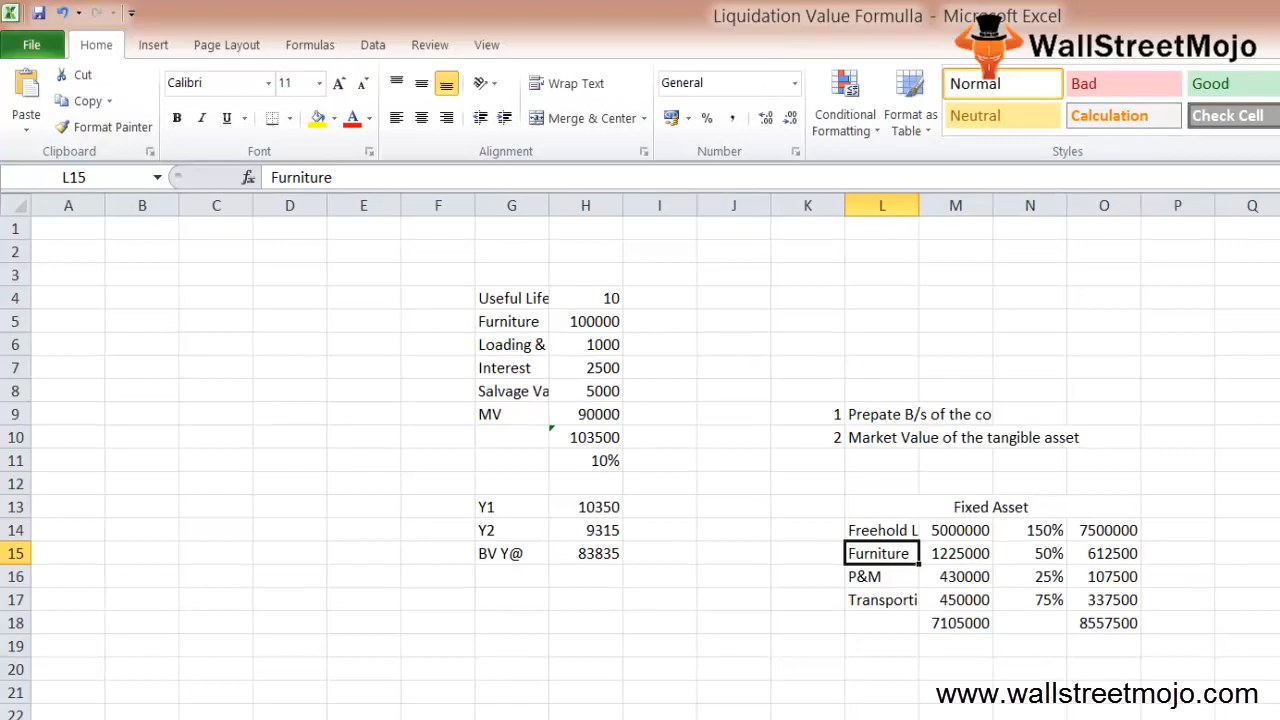 Liquidation Value Formulla - Microsoft Excel
WallStreetMojo
File Home Insert Page Layout Formulas Data Review View
Paste
Cut
Copy
Format Painter
Clipboard
Calibri 11
B I U A
Font
Wrap Text
Merge & Center
Alignment
General
% , .0 .00 .00 .0
Number
Conditional Formatting
Format as Table
Normal Bad Good
Neutral Calculation Check Cell
Styles
L15 fx Furniture
A B C D E F G H I J K L M N O P Q
1
2
3
4 Useful Life 10
5 Furniture 100000
6 Loading & 1000
7 Interest 2500
8 Salvage Va 5000
9 MV 90000 1 Prepate B/s of the co
10 103500 2 Market Value of the tangible asset
11 10%
12
13 Y1 10350 Fixed Asset
14 Y2 9315 Freehold L 5000000 150% 7500000
15 BV Y@ 83835 Furniture 1225000 50% 612500
16 P&M 430000 25% 107500
17 Transporti 450000 75% 337500
18 7105000 8557500
19
20
21
22
www.wallstreetmojo.com